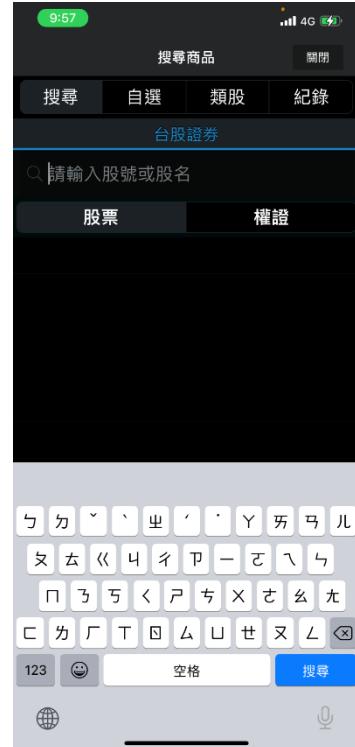 9:57 4G
搜尋商品 關閉
搜尋 自選 類股 紀錄
台股證券
請輸入股號或股名
股票 權證
ㄅ ㄉ ˇ ˋ ㄓ ˊ ˙ ㄚ ㄞ ㄢ ㄦ
ㄆ ㄊ ㄍ ㄐ ㄔ ㄗ ㄧ ㄛ ㄟ ㄣ
ㄇ ㄋ ㄎ ㄑ ㄕ ㄘ ㄨ ㄜ ㄠ ㄤ
ㄈ ㄌ ㄏ ㄒ ㄖ ㄙ ㄩ ㄝ ㄡ ㄥ
123 空格 搜尋